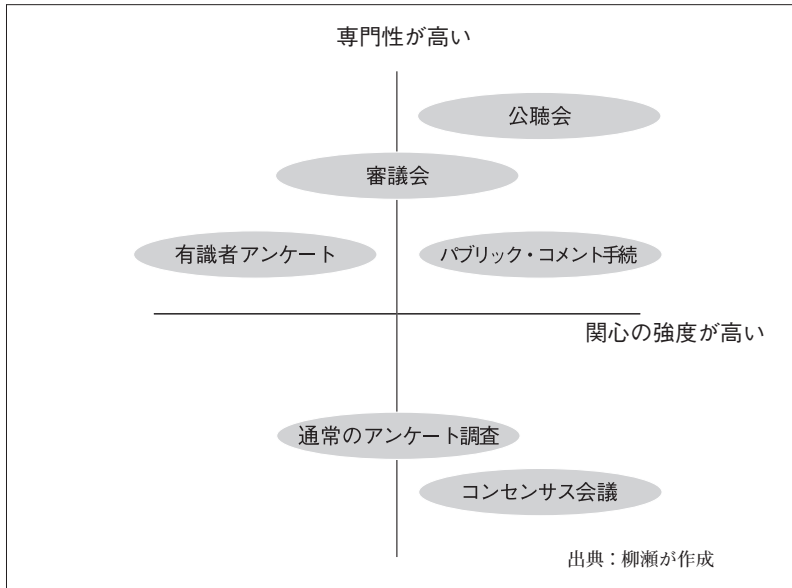 専門性が高い
公聴会
審議会
有識者アンケート
パブリック・コメント手続
関心の強度が高い
通常のアンケート調査
コンセンサス会議
出典：柳瀬が作成